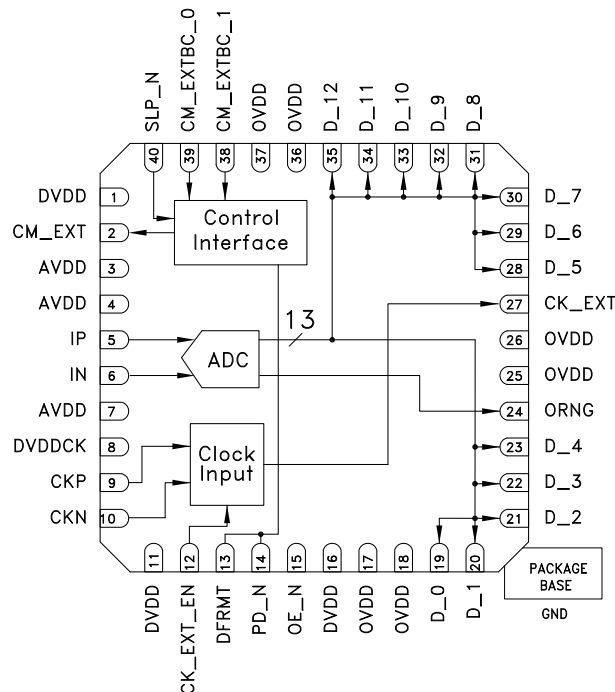 SLP_N
CM_EXTBC_0
CM_EXTBC_1
OVDD
OVDD
D_12
D_11
D_10
D_9
D_8
40
39
38
37
36
35
34
33
32
31
DVDD 1
CM_EXT 2
AVDD 3
AVDD 4
IP 5
IN 6
AVDD 7
DVDDCK 8
CKP 9
CKN 10
Control
Interface
13
ADC
Clock
Input
30 D_7
29 D_6
28 D_5
27 CK_EXT
26 OVDD
25 OVDD
24 ORNG
23 D_4
22 D_3
21 D_2
11
12
13
14
15
16
17
18
19
20
DVDD
CK_EXT_EN
DFRMT
PD_N
OE_N
DVDD
OVDD
OVDD
D_0
D_1
PACKAGE
BASE
GND